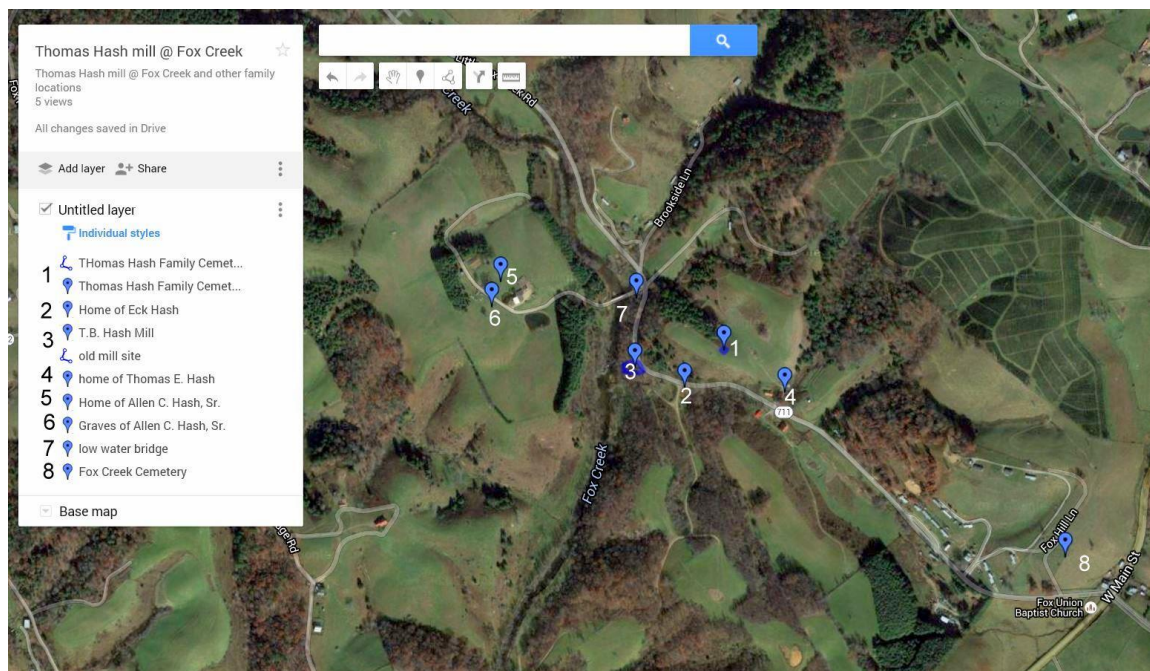 Thomas Hash mill @ Fox Creek
Thomas Hash mill @ Fox Creek and other family
locations
5 views
All changes saved in Drive
Add layer
Share
Untitled layer
Individual styles
1
THomas Hash Family Cemet...
Thomas Hash Family Cemet...
2 Home of Eck Hash
3 T.B. Hash Mill
old mill site
4 home of Thomas E. Hash
5 Home of Allen C. Hash, Sr.
6 Graves of Allen C. Hash, Sr.
7 low water bridge
8 Fox Creek Cemetery
Base map
Creek
Brookside Ln
5
6
7
1
3
2
4
711
Fox Creek
Fox Hill Ln
8
W Main St
Fox Union
Baptist Church